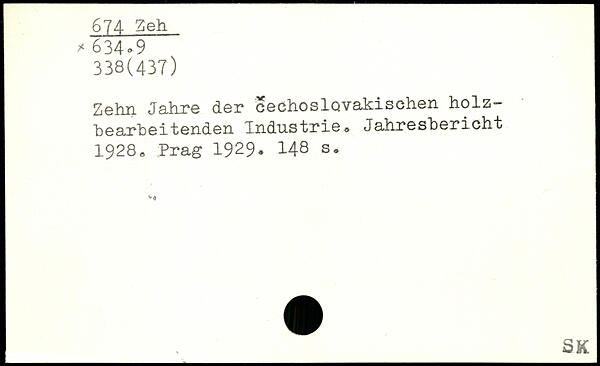 674 Zeh
× 634.9
338(437)
Zehn Jahre der čechoslovakischen holz-
bearbeitenden Industrie. Jahresbericht
1928. Prag 1929. 148 s.
SK